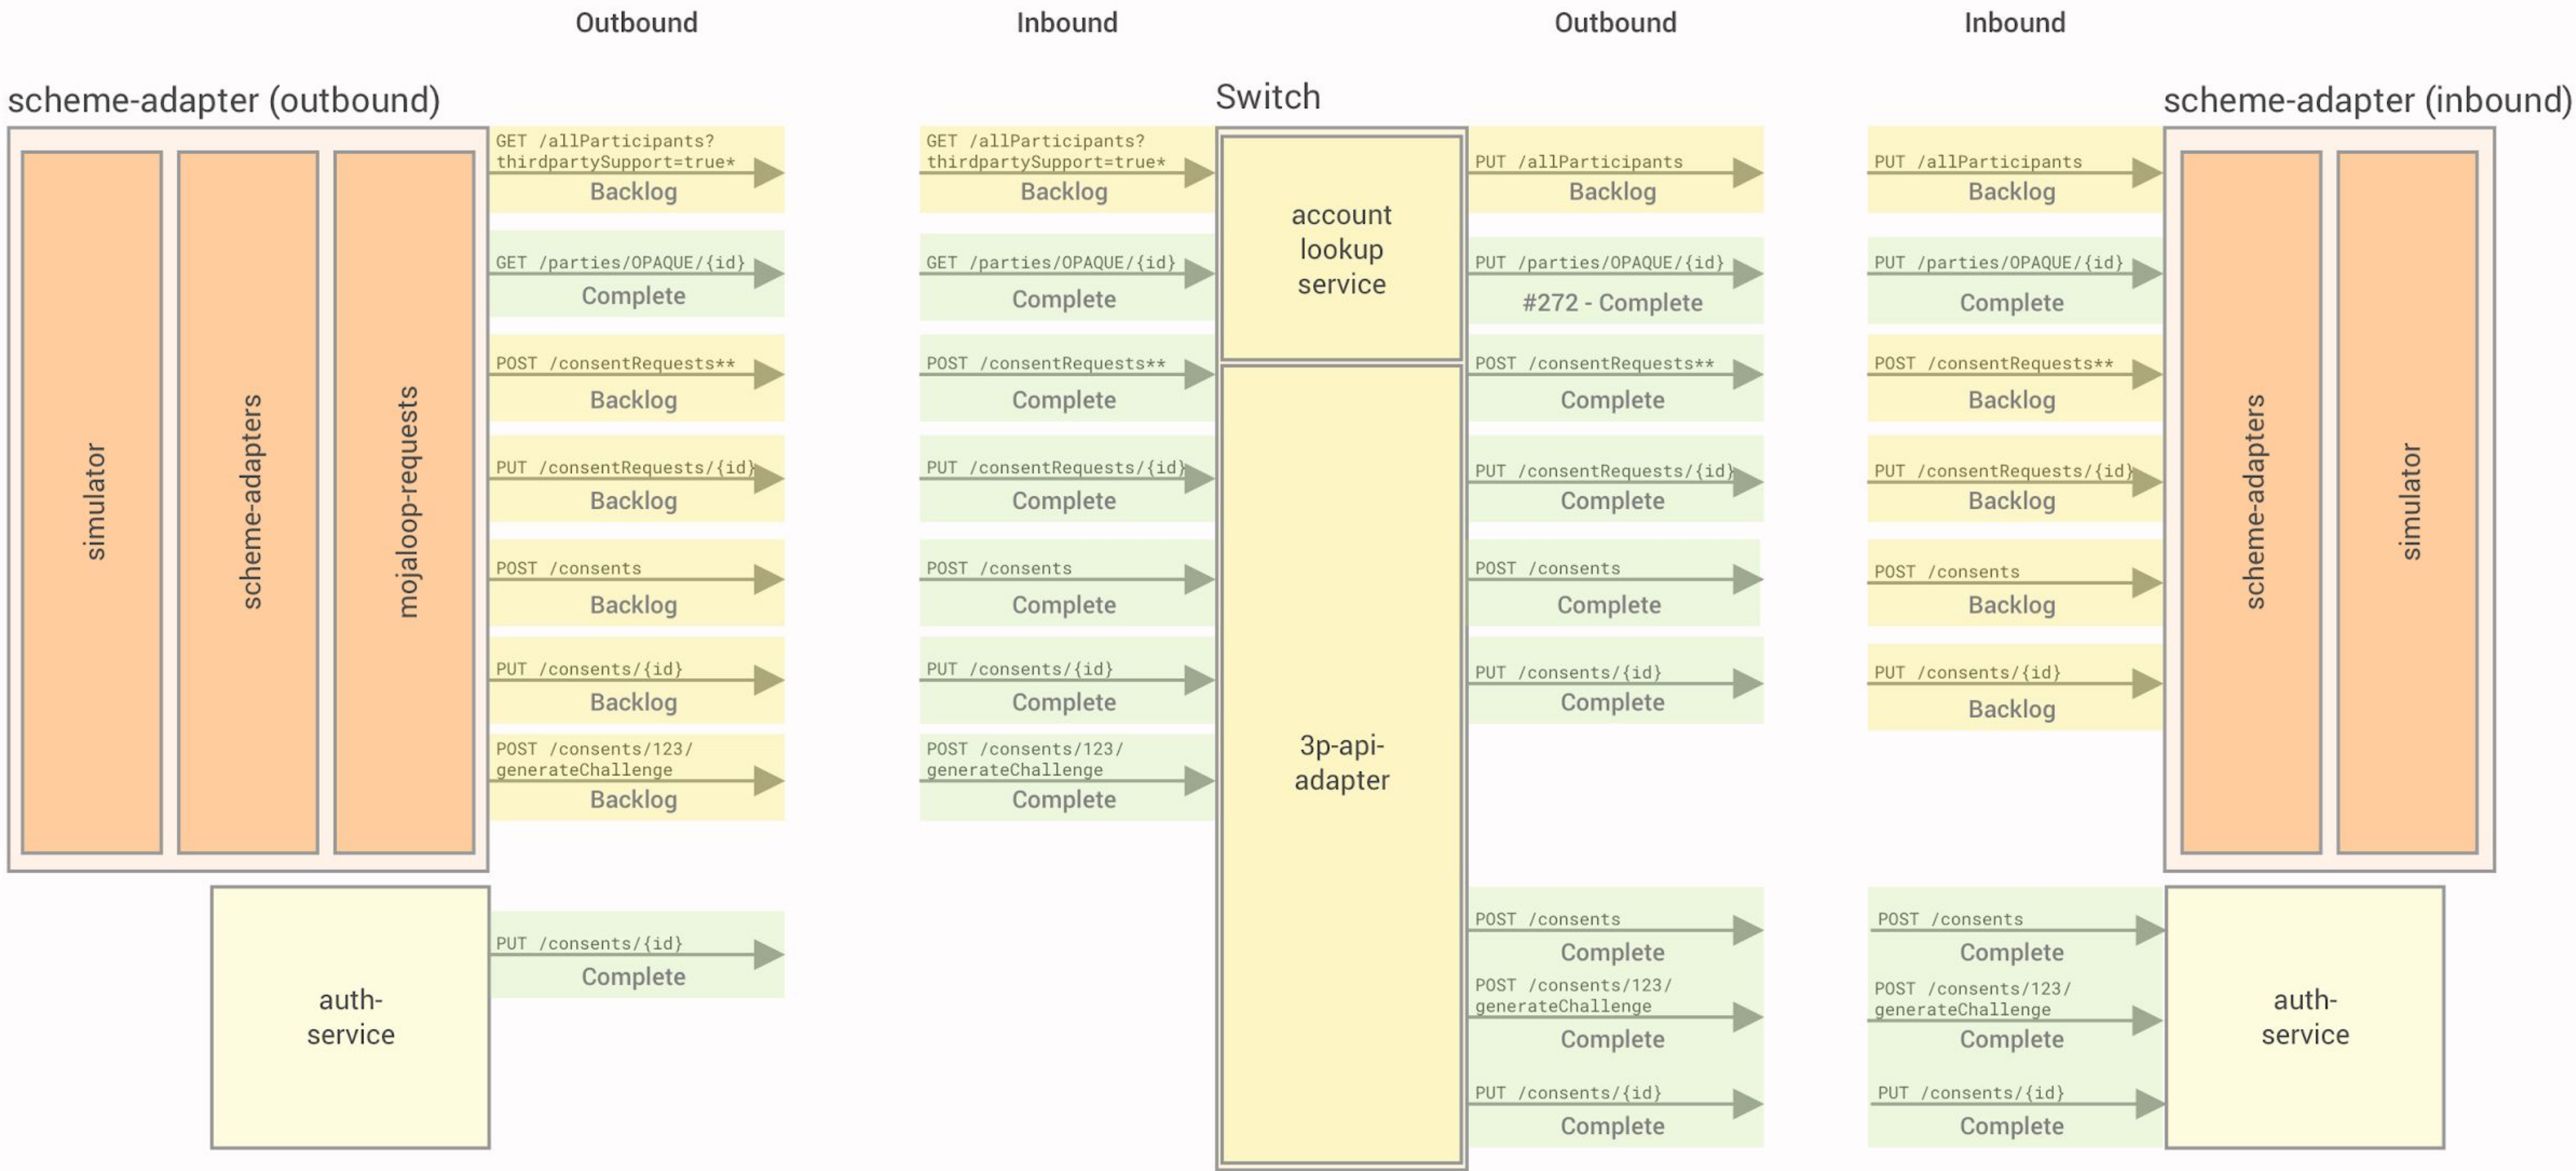 Outbound
Inbound
Outbound
Inbound
scheme-adapter (outbound)
Switch
scheme-adapter (inbound)
simulator
scheme-adapters
mojaloop-requests
GET /allParticipants?
thirdpartySupport=true*
Backlog
GET /parties/OPAQUE/{id}
Complete
POST /consentRequests**
Backlog
PUT /consentRequests/{id}
Backlog
POST /consents
Backlog
PUT /consents/{id}
Backlog
POST /consents/123/
generateChallenge
Backlog
auth-
service
PUT /consents/{id}
Complete
GET /allParticipants?
thirdpartySupport=true*
Backlog
GET /parties/OPAQUE/{id}
Complete
POST /consentRequests**
Complete
PUT /consentRequests/{id}
Complete
POST /consents
Complete
PUT /consents/{id}
Complete
POST /consents/123/
generateChallenge
Complete
account
lookup
service
3p-api-
adapter
PUT /allParticipants
Backlog
PUT /parties/OPAQUE/{id}
#272 - Complete
POST /consentRequests**
Complete
PUT /consentRequests/{id}
Complete
POST /consents
Complete
PUT /consents/{id}
Complete
POST /consents
Complete
POST /consents/123/
generateChallenge
Complete
PUT /consents/{id}
Complete
PUT /allParticipants
Backlog
PUT /parties/OPAQUE/{id}
Complete
POST /consentRequests**
Backlog
PUT /consentRequests/{id}
Backlog
POST /consents
Backlog
PUT /consents/{id}
Backlog
POST /consents
Complete
POST /consents/123/
generateChallenge
Complete
PUT /consents/{id}
Complete
scheme-adapters
simulator
auth-
service